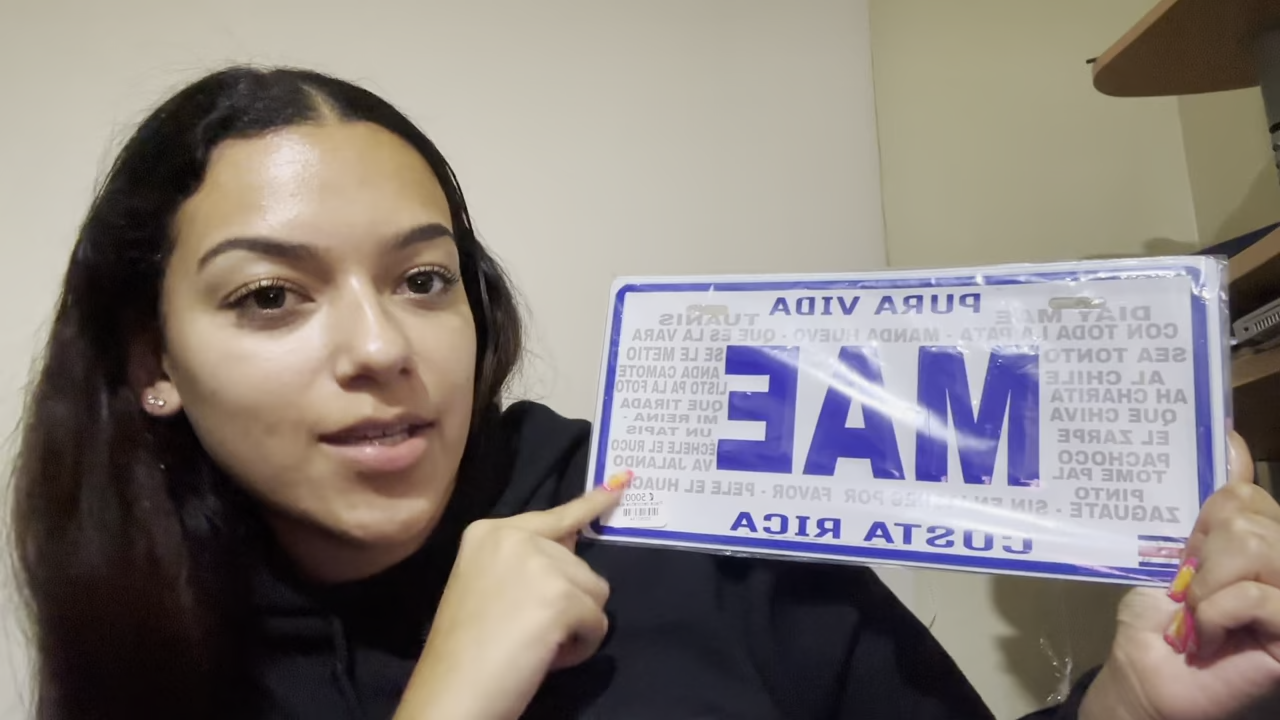 PURA VIDA
DIAY MAE TUANIS
CON TODA LA PATA - MANDA HUEVO - QUE ES LA VARA
SEA TONTO
AL CHILE
AH CHARITA
QUE CHIVA
EL ZARPE
PACHOCO
TOME PAL
PINTO
MAE
SE LE METIO
ANDA CAMOTE
LISTO PA LA FOTO
QUE TIRADA
MI REINA -
UN TAPIS
ECHELE EL RUCO
VA JALANDO
ZAGUATE - SIN POR FAVOR - PELE EL
₡ 5000
COSTA RICA